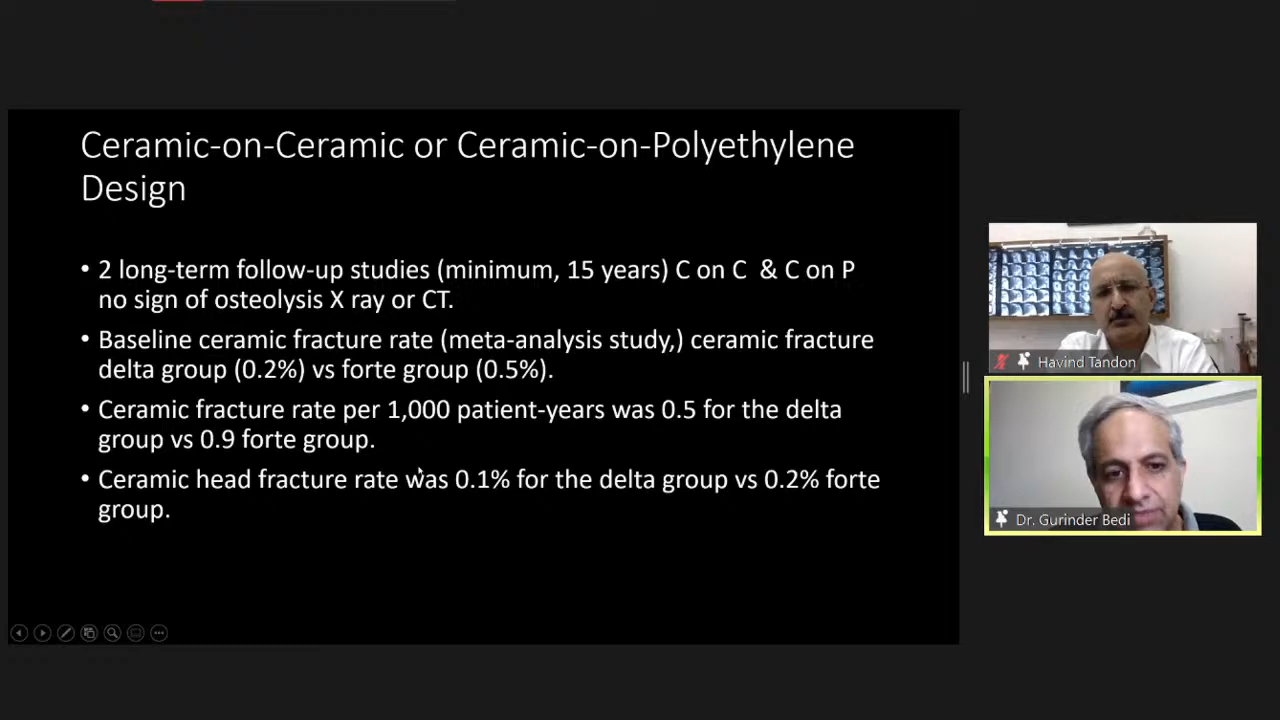 Ceramic-on-Ceramic or Ceramic-on-Polyethylene
Design
• 2 long-term follow-up studies (minimum, 15 years) C on C & C on P
no sign of osteolysis X ray or CT.
• Baseline ceramic fracture rate (meta-analysis study,) ceramic fracture
delta group (0.2%) vs forte group (0.5%).
• Ceramic fracture rate per 1,000 patient-years was 0.5 for the delta
group vs 0.9 forte group.
• Ceramic head fracture rate was 0.1% for the delta group vs 0.2% forte
group.
Havind Tandon
Dr. Gurinder Bedi